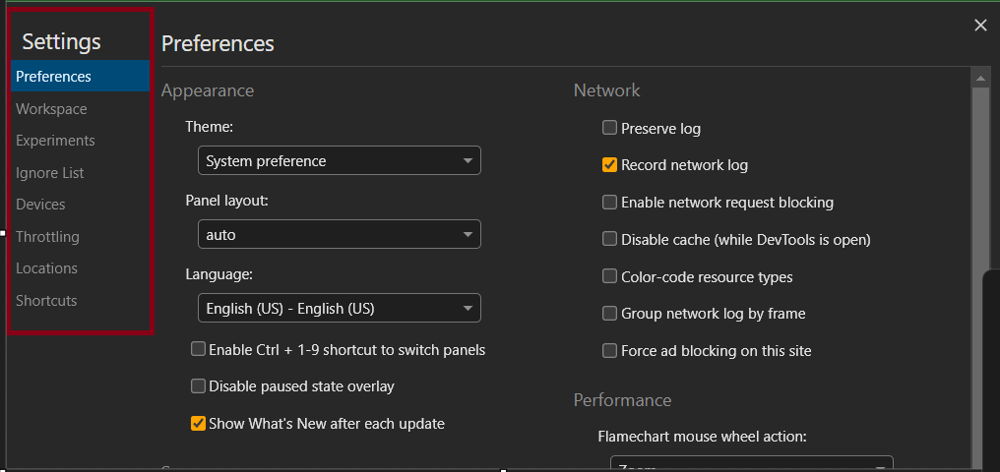 Settings
Preferences
Workspace
Experiments
Ignore List
Devices
Throttling
Locations
Shortcuts
Preferences
Appearance
Theme:
System preference
Panel layout:
auto
Language:
English (US) - English (US)
Enable Ctrl + 1-9 shortcut to switch panels
Disable paused state overlay
Show What's New after each update
Network
Preserve log
Record network log
Enable network request blocking
Disable cache (while DevTools is open)
Color-code resource types
Group network log by frame
Force ad blocking on this site
Performance
Flamechart mouse wheel action:
Zoom